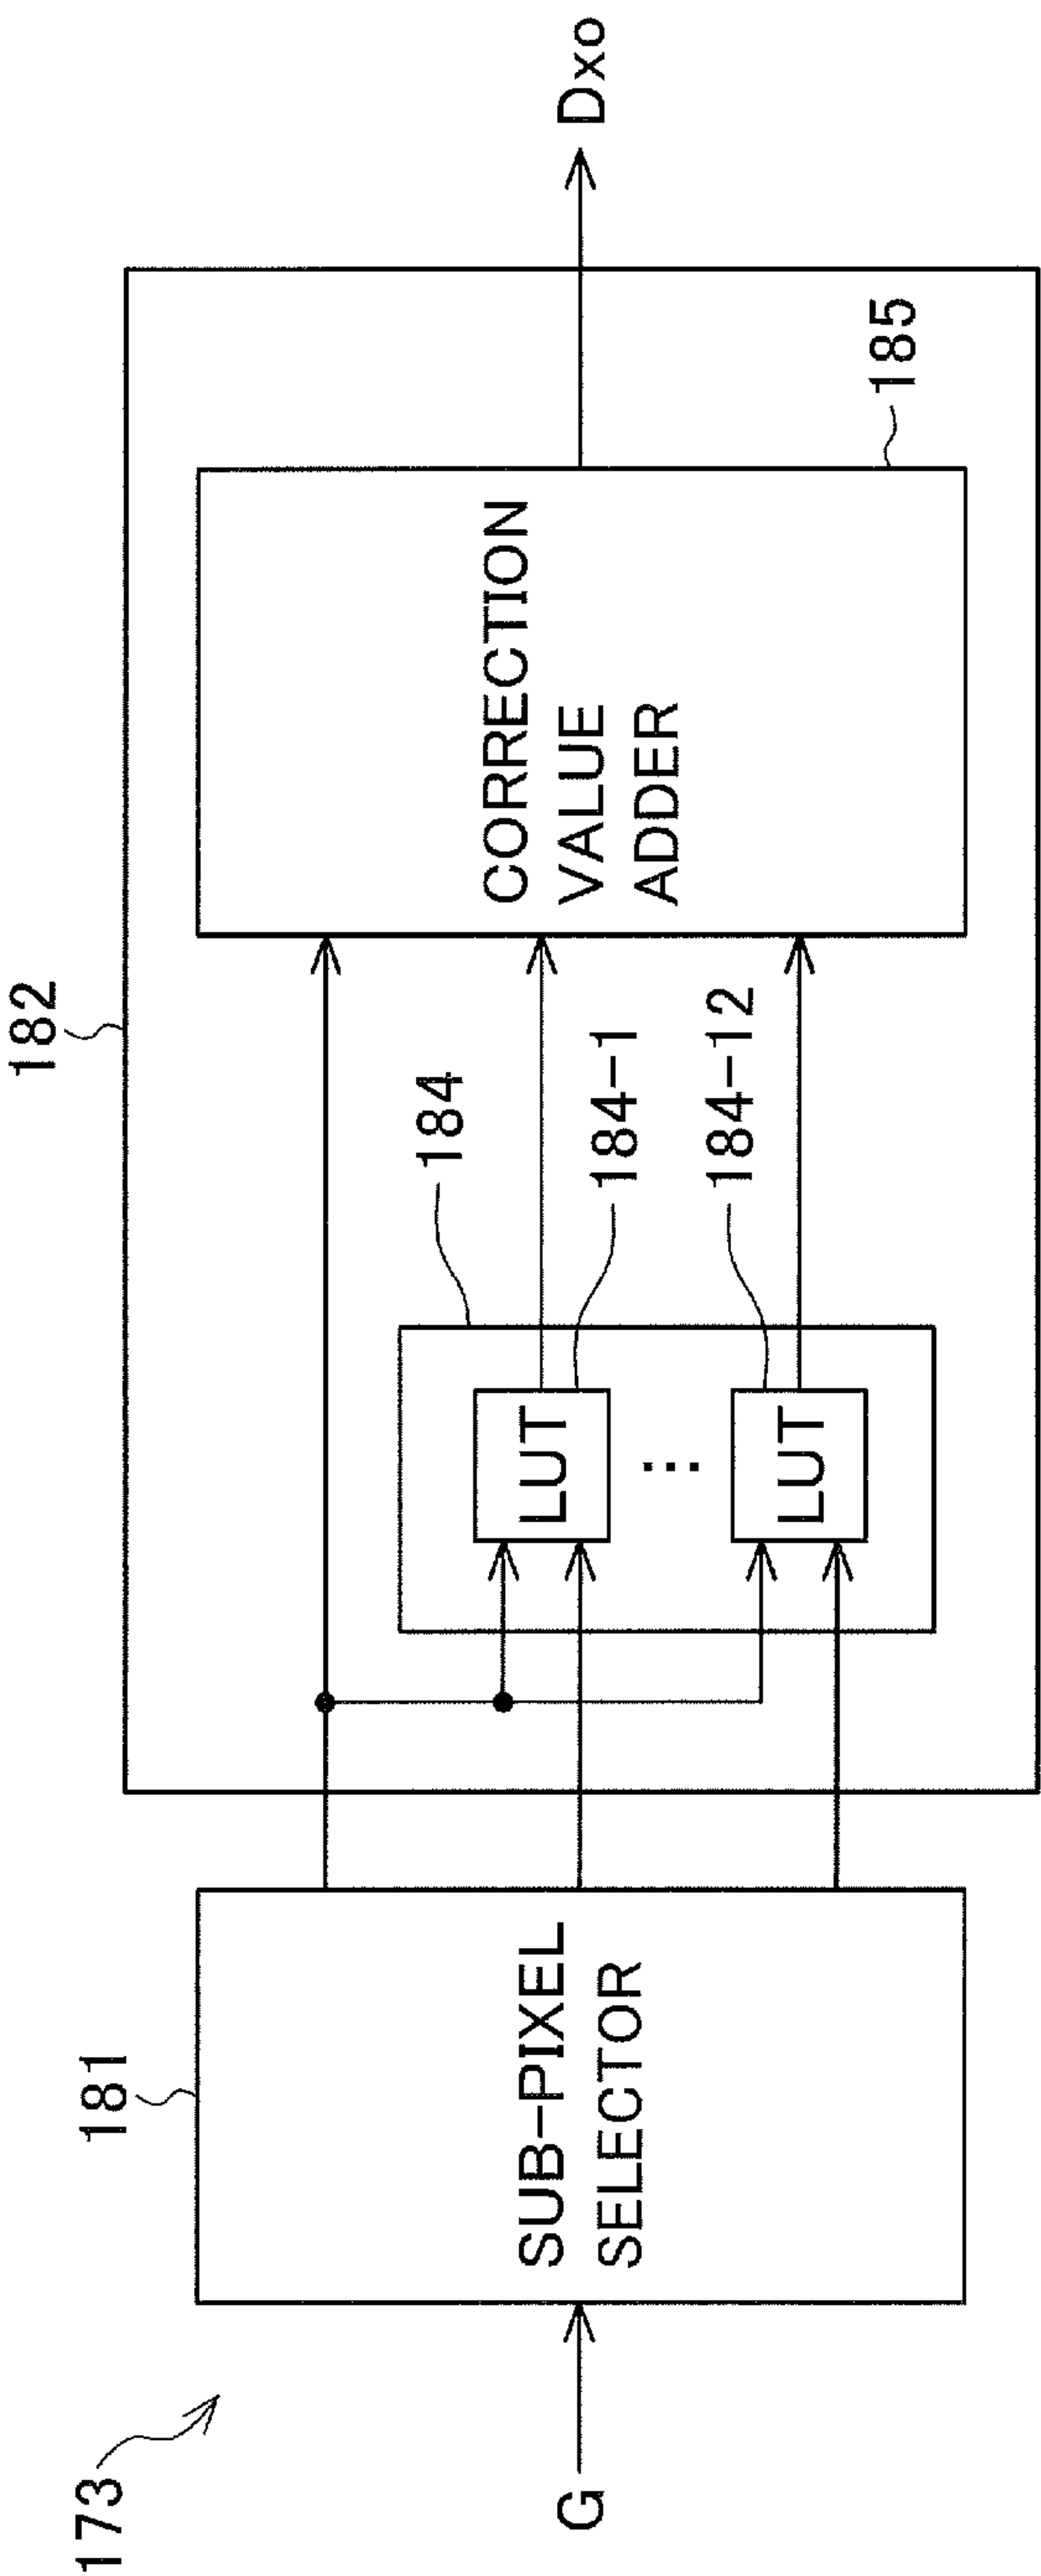 173
G
181
SUB-PIXEL
SELECTOR
182
184
LUT
184-1
⋮
LUT
184-12
CORRECTION
VALUE
ADDER
185
Dxo